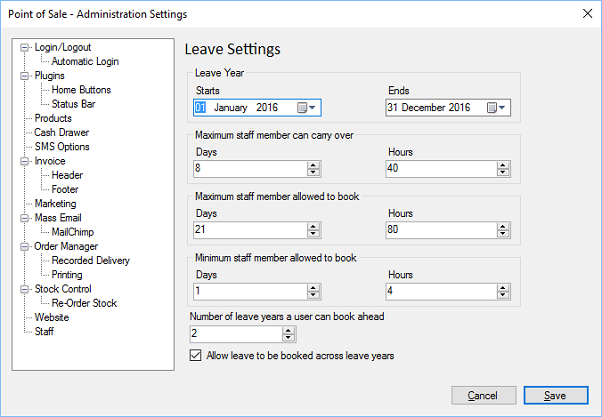 Point of Sale - Administration Settings
Login/Logout
Automatic Login
Plugins
Home Buttons
Status Bar
Products
Cash Drawer
SMS Options
Invoice
Header
Footer
Marketing
Mass Email
MailChimp
Order Manager
Recorded Delivery
Printing
Stock Control
Re-Order Stock
Website
Staff
Leave Settings
Leave Year
Starts Ends
01 January 2016 31 December 2016
Maximum staff member can carry over
Days Hours
8 40
Maximum staff member allowed to book
Days Hours
21 80
Minimum staff member allowed to book
Days Hours
1 4
Number of leave years a user can book ahead
2
Allow leave to be booked across leave years
Cancel Save